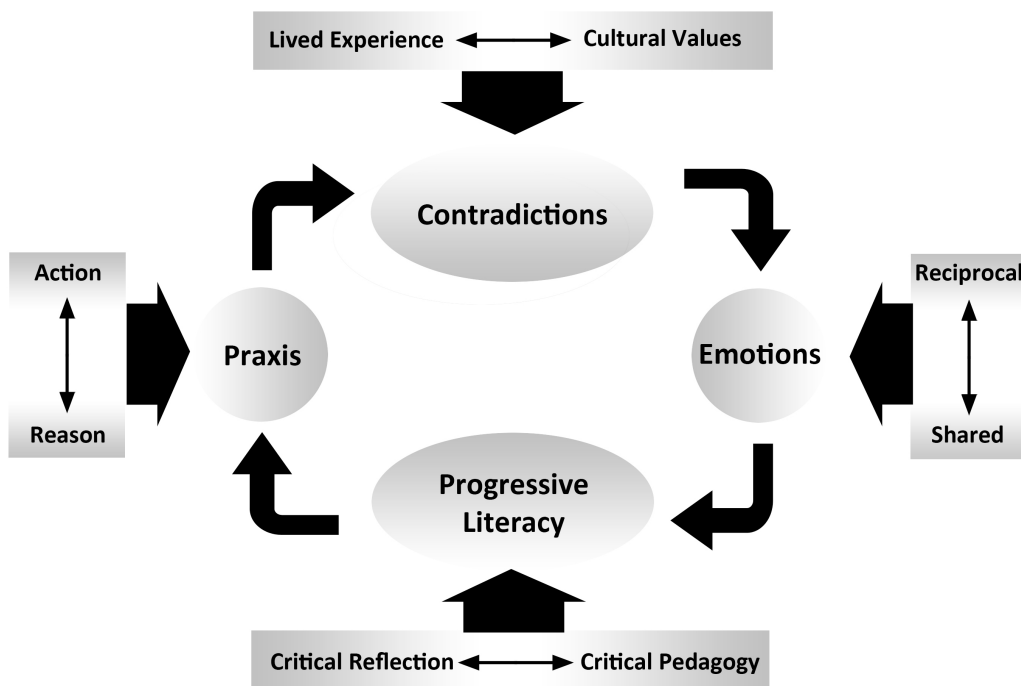 Lived Experience
Cultural Values
Contradictions
Action
Reciprocal
Praxis
Emotions
Reason
Shared
Progressive
Literacy
Critical Reflection
Critical Pedagogy